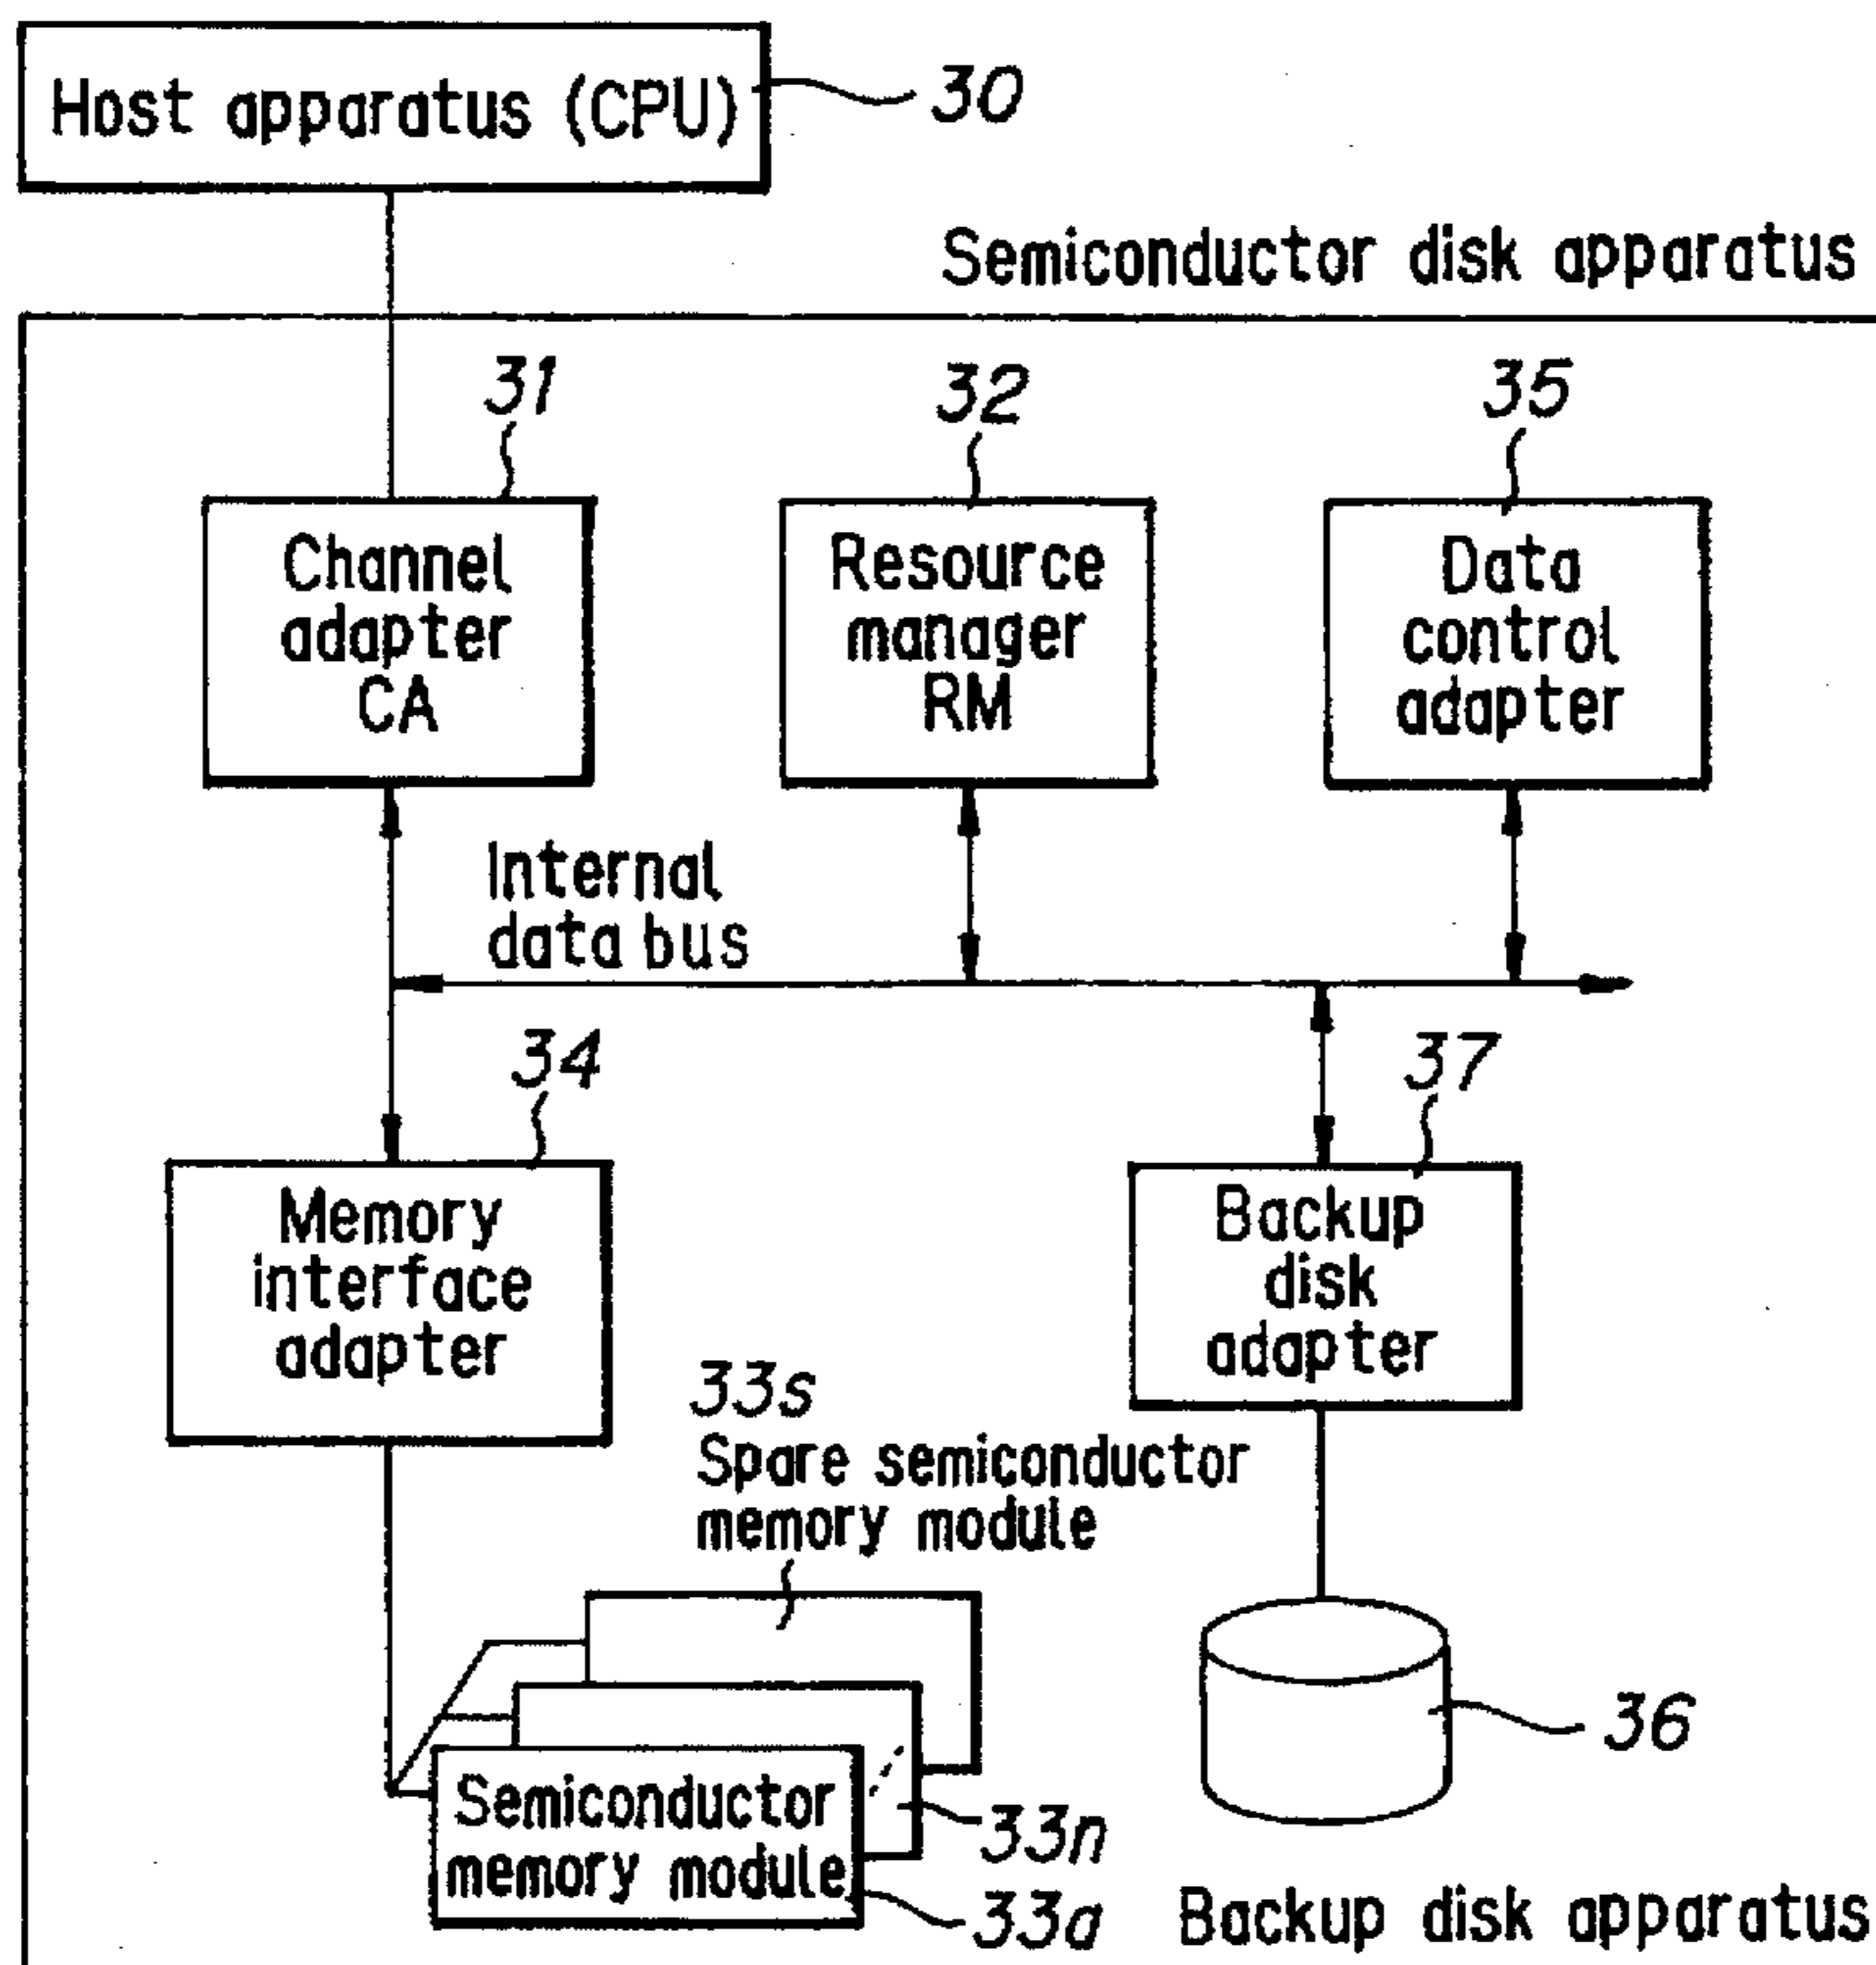 Host apparatus (CPU)
30
Semiconductor disk apparatus
31
32
35
Channel
adapter
CA
Resource
manager
RM
Data
control
adapter
Internal
data bus
34
37
Memory
interface
adapter
Backup
disk
adapter
33s
Spare semiconductor
memory module
36
Semiconductor
memory module
33n
33a
Backup disk apparatus